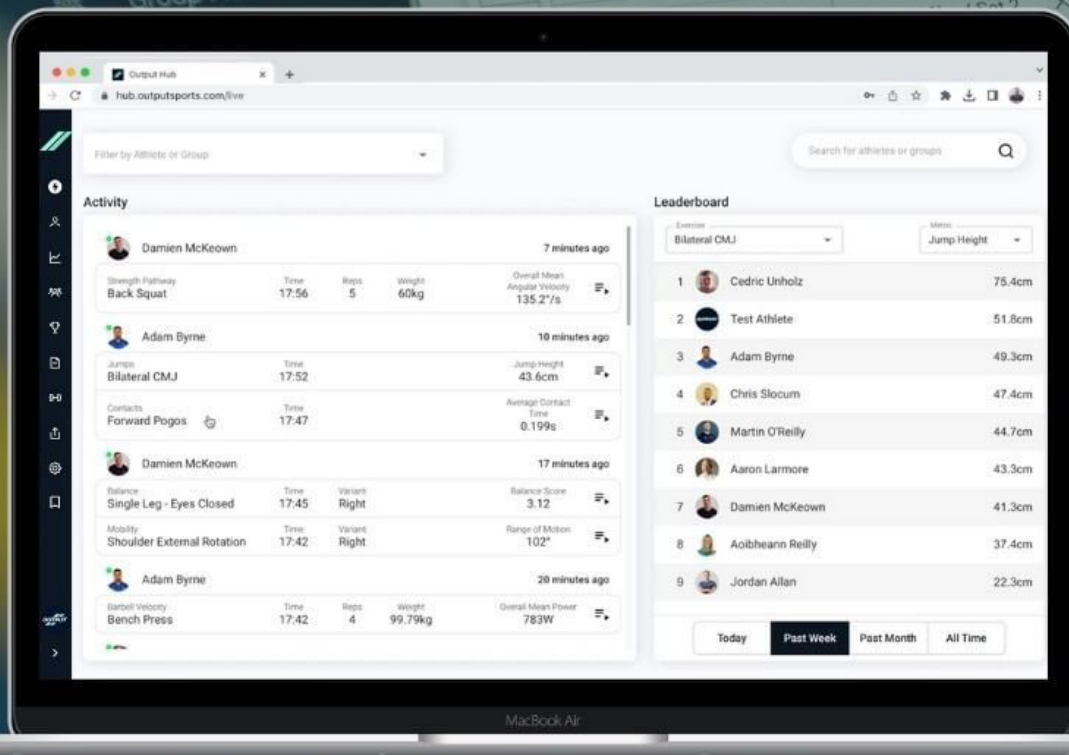 Output Hub
hub.outputsports.com/live
Filter by Athlete or Group
Search for athletes or groups
Activity
Damien McKeown 7 minutes ago
Strength Pathway Time Reps Weight Overall Mean Angular Velocity
Back Squat 17:56 5 60kg 135.2°/s
Adam Byrne 10 minutes ago
Jumps Time Jump Height
Bilateral CMJ 17:52 43.6cm
Contacts Time Average Contact Time
Forward Pogos 17:47 0.199s
Damien McKeown 17 minutes ago
Balance Time Variant Balance Score
Single Leg - Eyes Closed 17:45 Right 3.12
Mobility Time Variant Range of Motion
Shoulder External Rotation 17:42 Right 102°
Adam Byrne 20 minutes ago
Barbell Velocity Time Reps Weight Overall Mean Power
Bench Press 17:42 4 99.79kg 783W
Leaderboard
Exercise Metric
Bilateral CMJ Jump Height
1 Cedric Unholz 75.4cm
2 Test Athlete 51.8cm
3 Adam Byrne 49.3cm
4 Chris Slocum 47.4cm
5 Martin O'Reilly 44.7cm
6 Aaron Larmore 43.3cm
7 Damien McKeown 41.3cm
8 Aoibheann Reilly 37.4cm
9 Jordan Allan 22.3cm
Today Past Week Past Month All Time
OUTPUT
MacBook Air